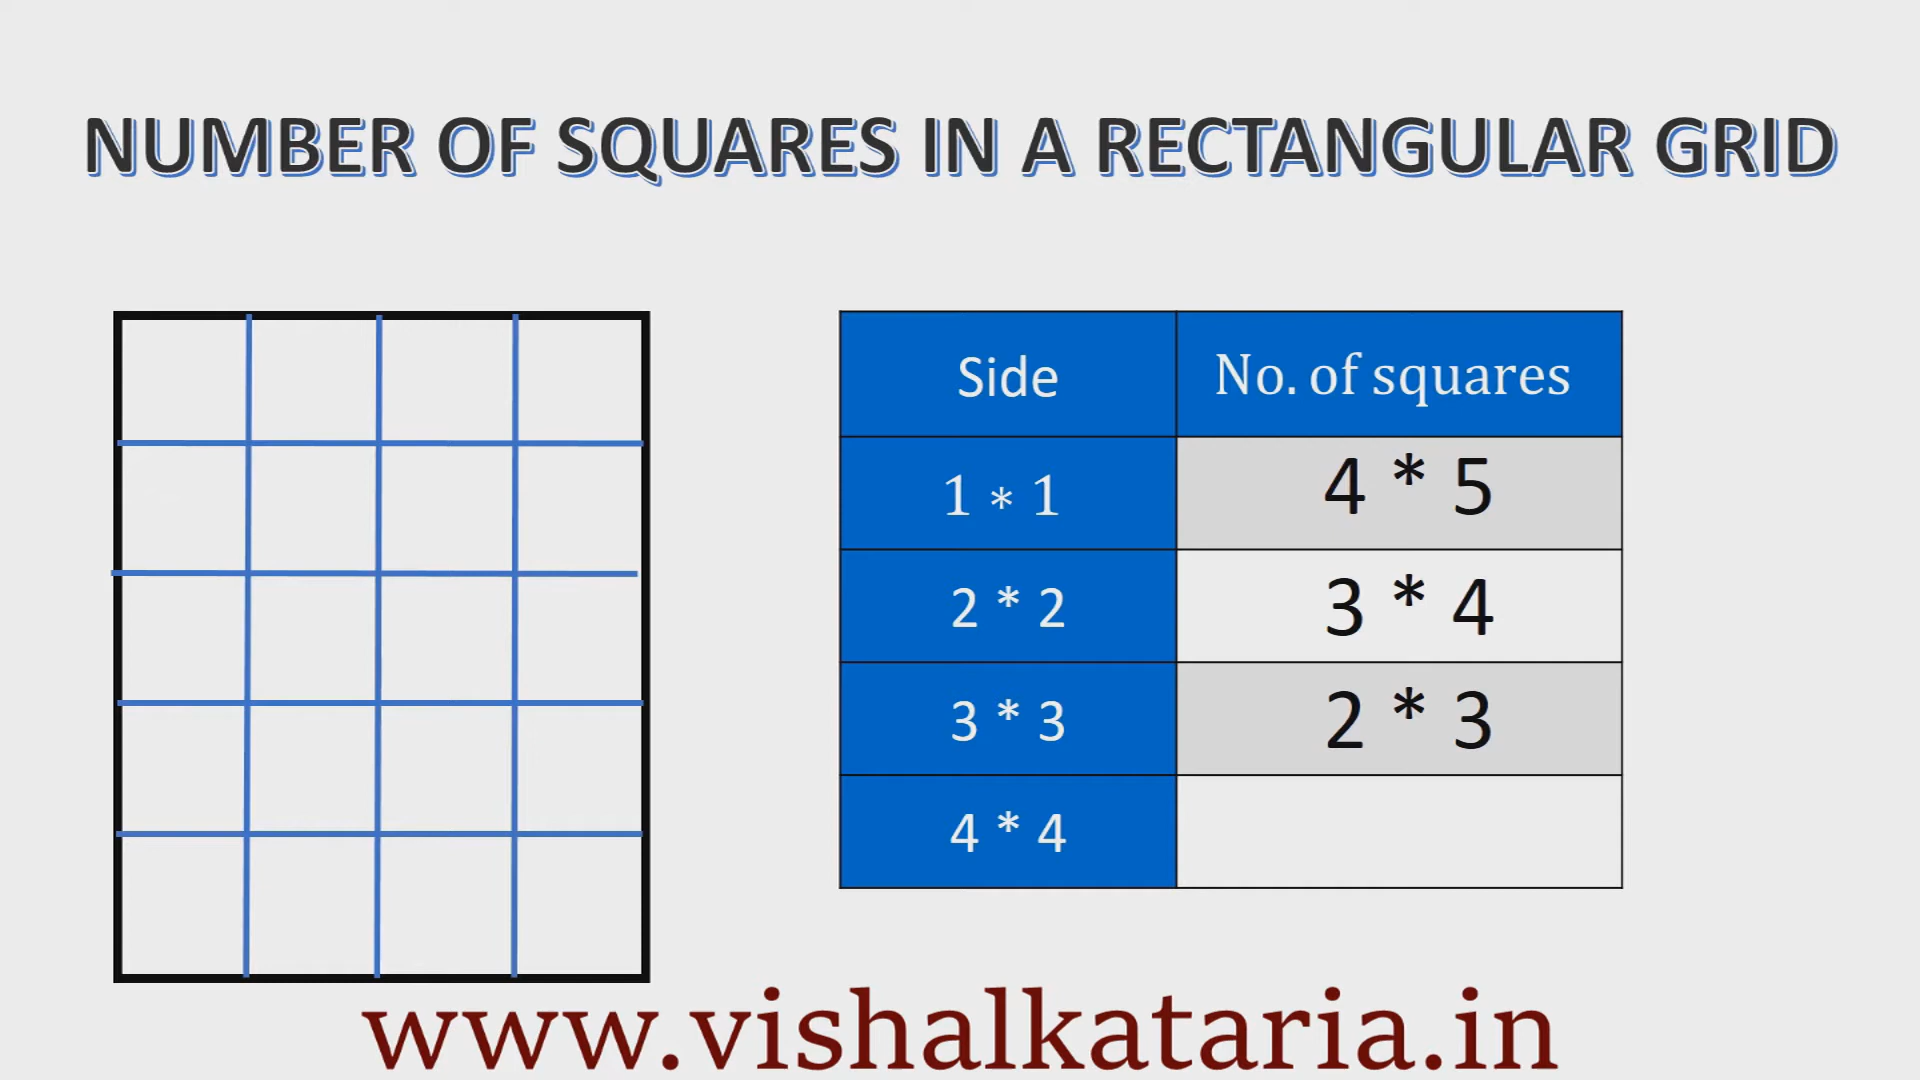 NUMBER OF SQUARES IN A RECTANGULAR GRID
Side No. of squares
1 * 1 4 * 5
2 * 2 3 * 4
3 * 3 2 * 3
4 * 4
www.vishalkataria.in